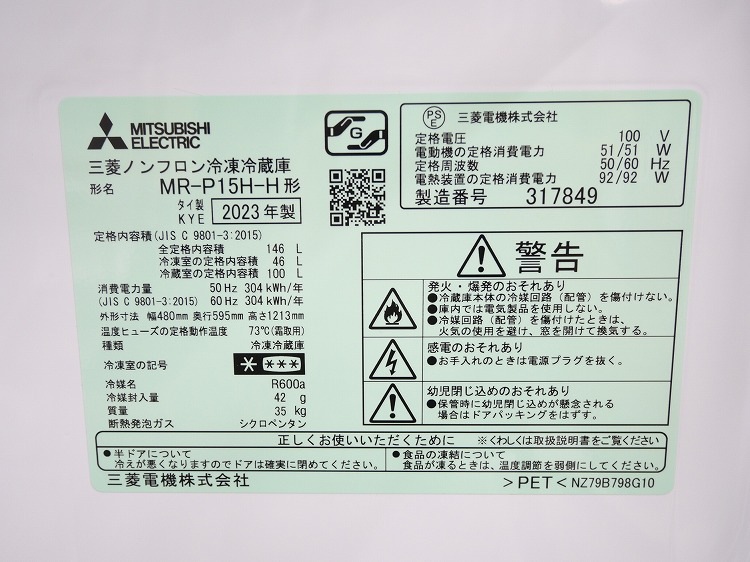 MITSUBISHI
ELECTRIC
三菱ノンフロン冷凍冷蔵庫
形名 MR-P15H-H形
タイ製
KYE 2023年製
G
定格内容積(JIS C 9801-3:2015)
全定格内容積 146 L
冷凍室の定格内容積 46 L
冷蔵室の定格内容積 100 L
消費電力量 50 Hz 304 kWh/年
(JIS C 9801-3:2015) 60 Hz 304 kWh/年
外形寸法 幅480mm 奥行595mm 高さ1213mm
温度ヒューズの定格動作温度 73℃(霜取用)
種類 冷凍冷蔵庫
冷凍室の記号 ****
冷媒名 R600a
冷媒封入量 42 g
質量 35 kg
断熱発泡ガス シクロペンタン
PS
E
三菱電機株式会社
定格電圧 100 V
電動機の定格消費電力 51/51 W
定格周波数 50/60 Hz
電熱装置の定格消費電力 92/92 W
製造番号 317849
警告
発火・爆発のおそれあり
●冷蔵庫本体の冷媒回路(配管)を傷付けない。
●庫内では電気製品を使用しない。
●冷媒回路(配管)を傷付けたときは、
火気の使用を避け、窓を開けて換気する。
感電のおそれあり
●お手入れのときは電源プラグを抜く。
幼児閉じ込めのおそれあり
●保管時に幼児閉じ込めが懸念される
場合はドアパッキングをはずす。
正しくお使いいただくために ※くわしくは取扱説明書をご覧ください
●半ドアについて
冷えが悪くなりますのでドアは確実に閉めてください。
●食品の凍結について
食品が凍るときは、温度調節を弱側にしてください。
三菱電機株式会社
>PET< NZ79B798G10